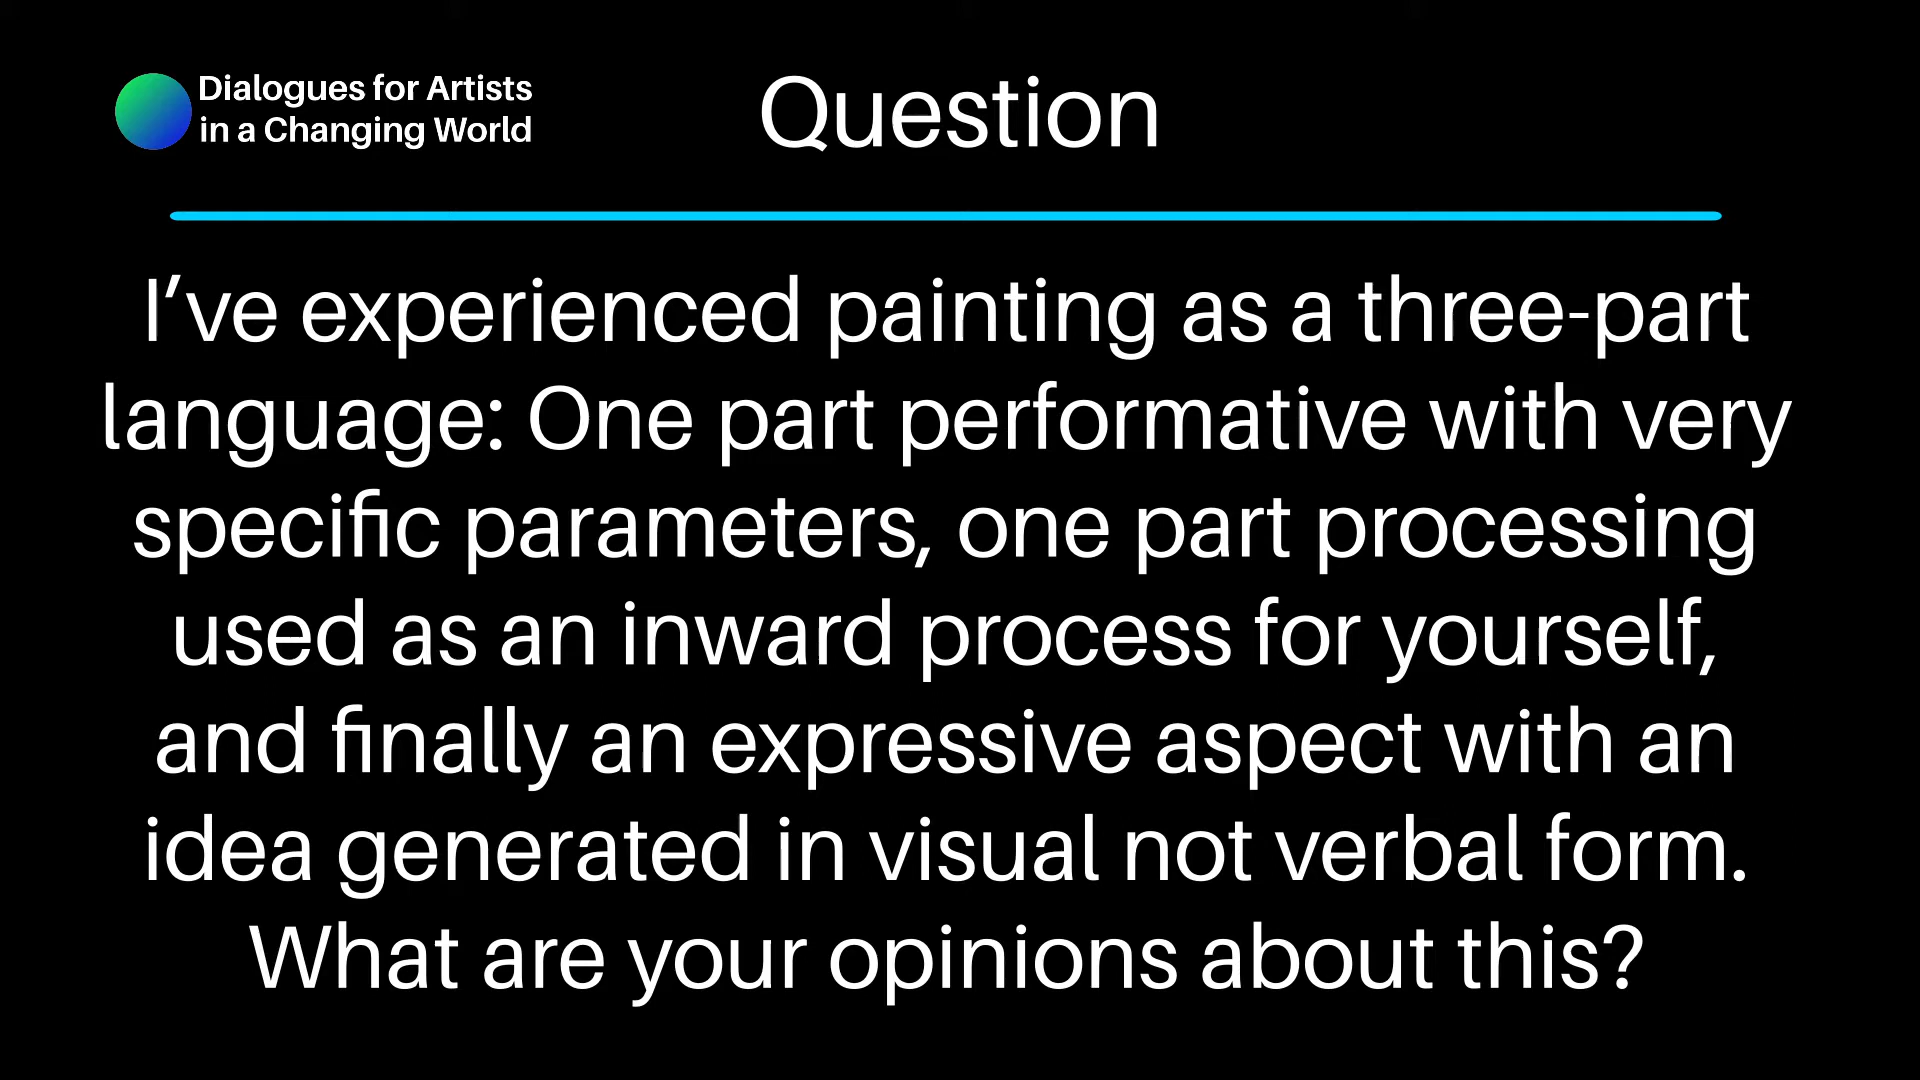 Dialogues for Artists
in a Changing World
Question
I’ve experienced painting as a three-part
language: One part performative with very
specific parameters, one part processing
used as an inward process for yourself,
and finally an expressive aspect with an
idea generated in visual not verbal form.
What are your opinions about this?